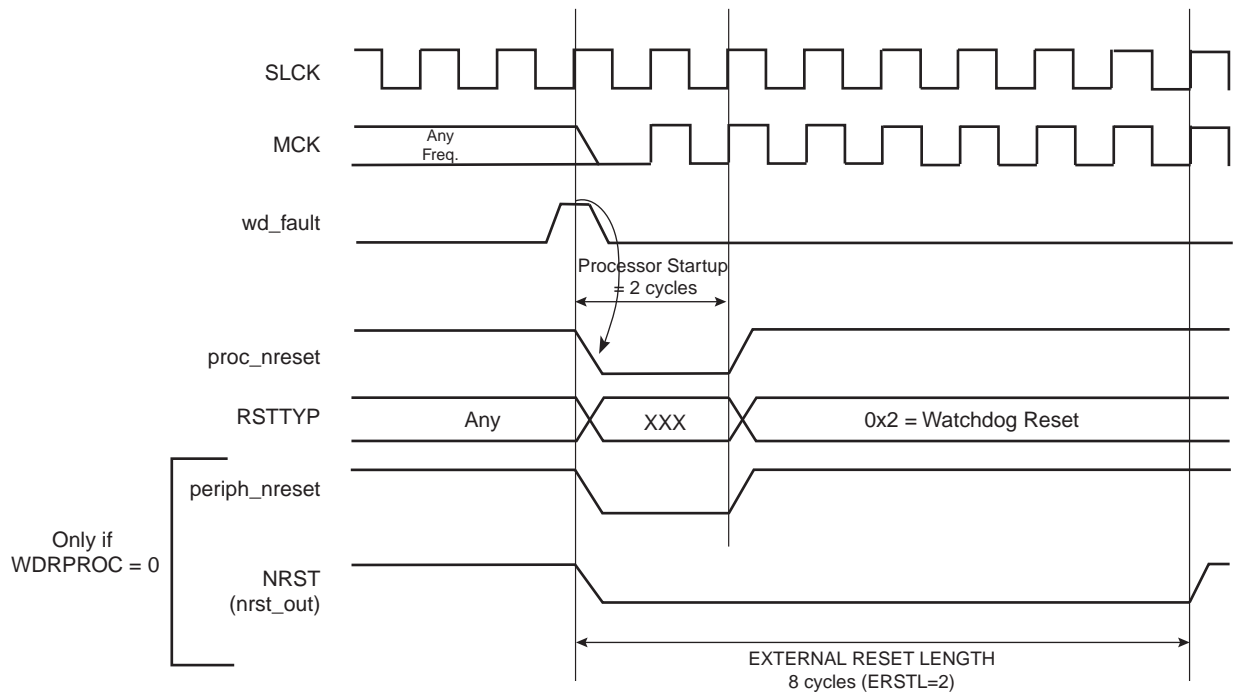 SLCK
MCK
Any
Freq.
wd_fault
Processor Startup
= 2 cycles
proc_nreset
RSTTYP
Any
XXX
0x2 = Watchdog Reset
periph_nreset
Only if
WDRPROC = 0
NRST
(nrst_out)
EXTERNAL RESET LENGTH
8 cycles (ERSTL=2)